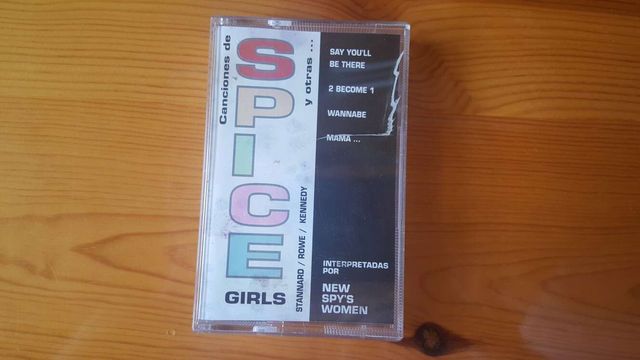 Canciones de
SPICE
GIRLS
y otras ...
STANNARD / ROWE / KENNEDY
SAY YOU'LL
BE THERE
2 BECOME 1
WANNABE
MAMA ...
INTERPRETADAS
POR
NEW
SPY'S
WOMEN